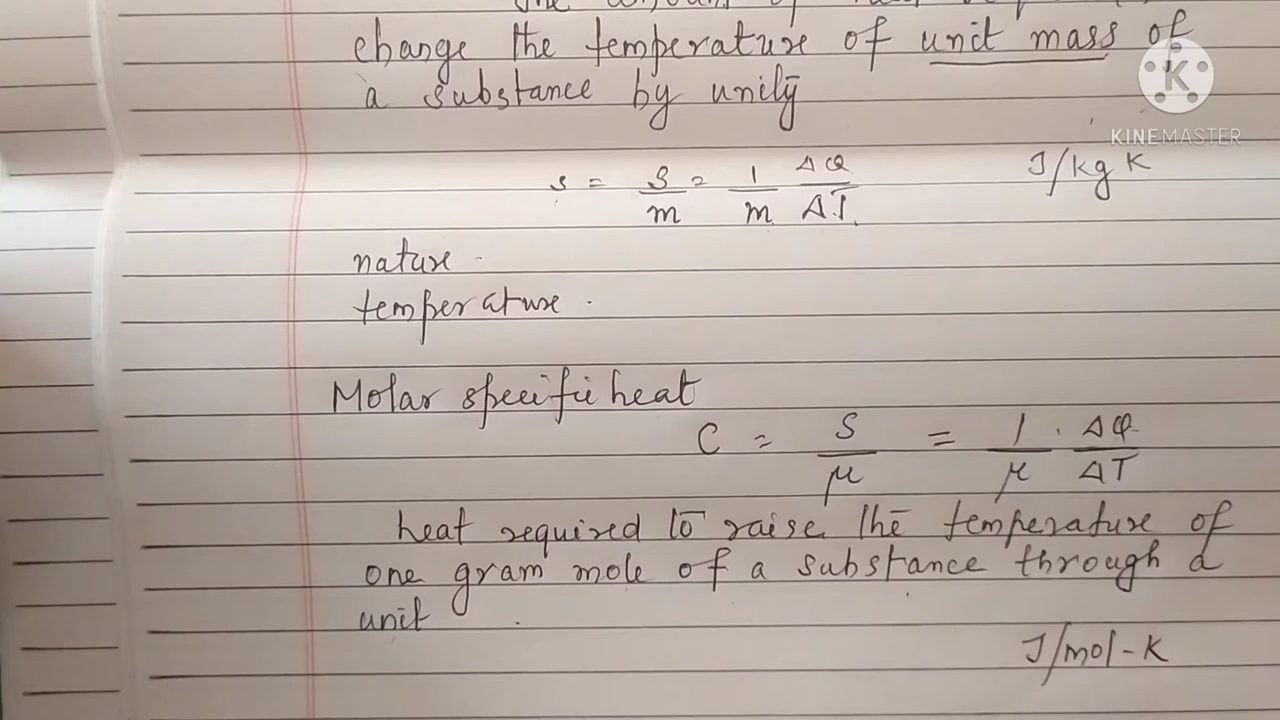 change the temperature of unit mass of
a substance by unity
KINEMASTER
s = S/m = 1/m ΔQ/ΔT J/kg K
nature
temperature
Molar specific heat
C = S/μ = 1/μ · ΔQ/ΔT
heat required to raise the temperature of
one gram mole of a substance through a
unit
J/mol-K